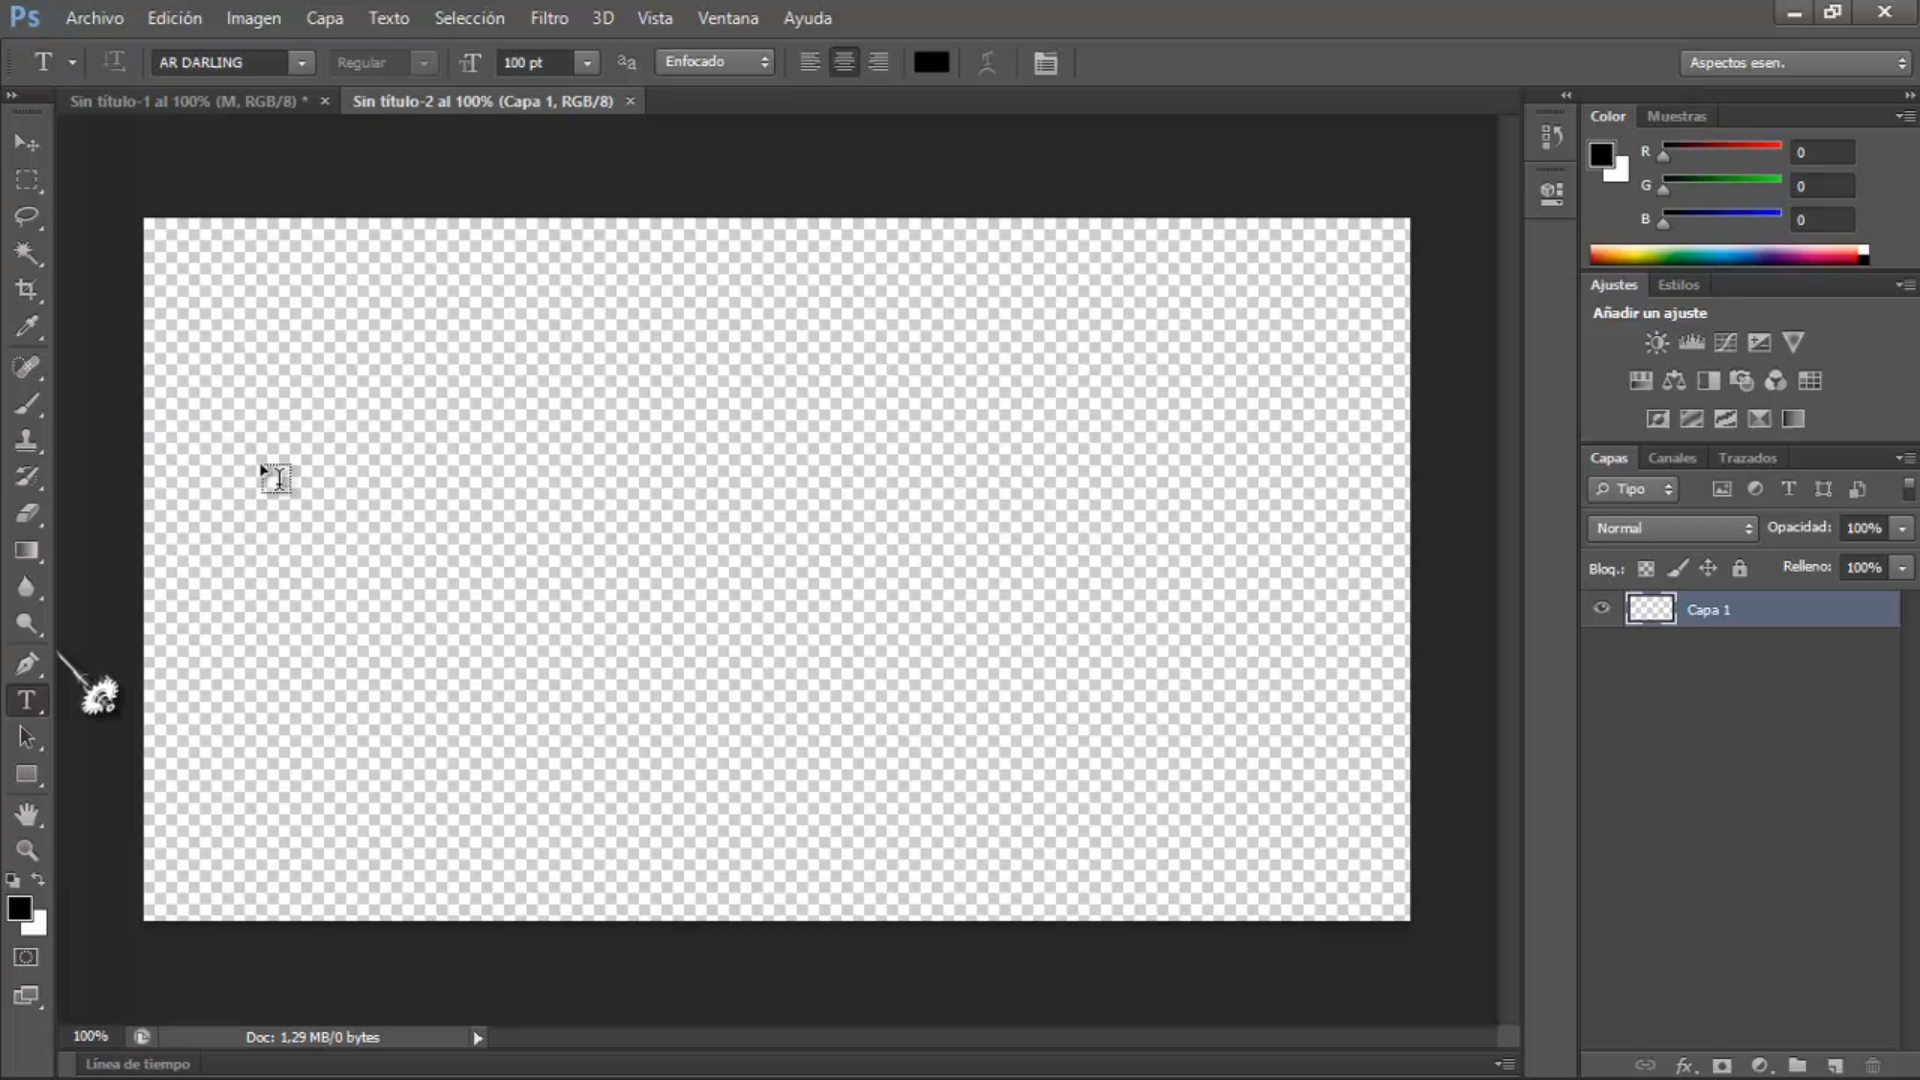 Ps Archivo Edición Imagen Capa Texto Selección Filtro 3D Vista Ventana Ayuda
T AR DARLING Regular 100 pt aa Enfocado Aspectos esen.
Sin título-1 al 100% (M, RGB/8) * × Sin título-2 al 100% (Capa 1, RGB/8) ×
Color Muestras
R 0
G 0
B 0
Ajustes Estilos
Añadir un ajuste
Capas Canales Trazados
Tipo T
Normal Opacidad: 100%
Bloq.: Relleno: 100%
Capa 1
T
100% Doc: 1,29 MB/0 bytes
Línea de tiempo
fx